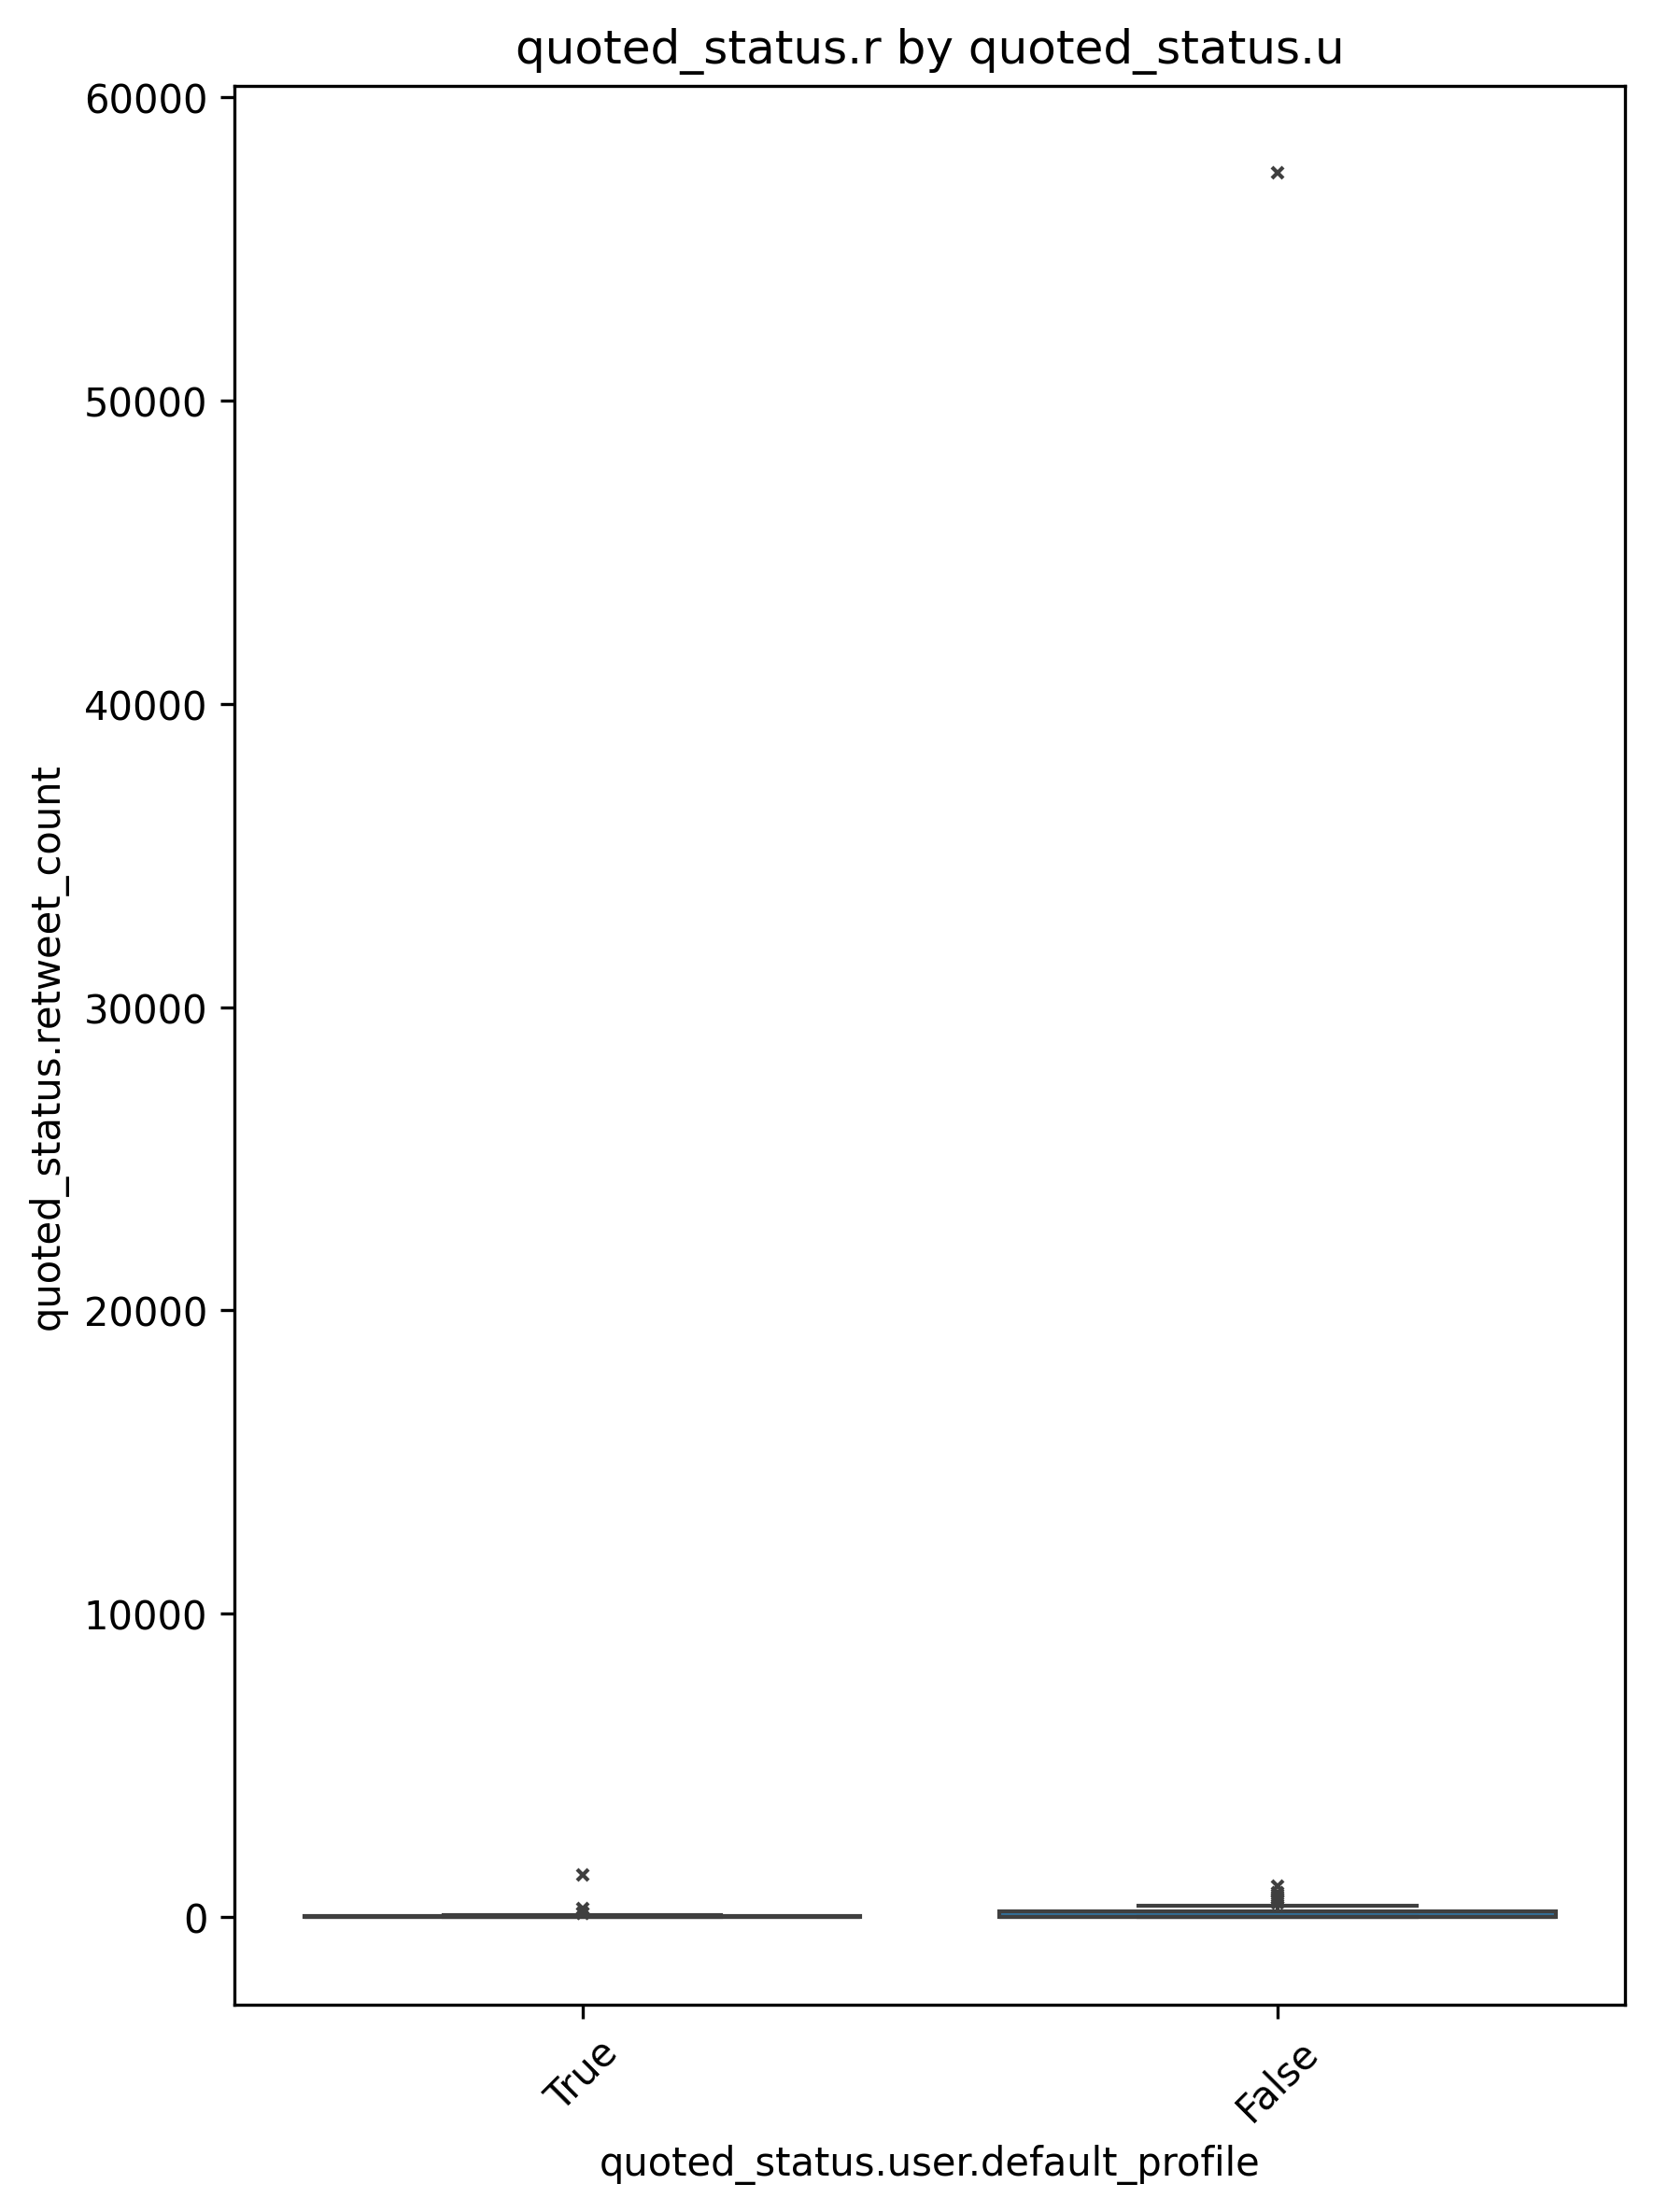 quoted_status.r by quoted_status.u
60000
50000
40000
30000
20000
10000
0
quoted_status.retweet_count
True
False
quoted_status.user.default_profile